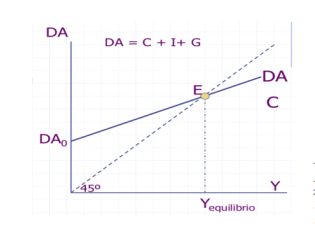 DA
DA = C + I+ G
E
DA
C
DA₀
45º
Y
Yequilibrio